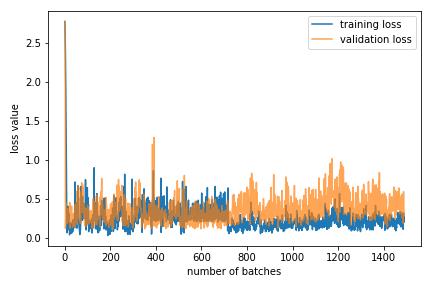 training loss
validation loss
2.5
2.0
1.5
1.0
0.5
0.0
loss value
0 200 400 600 800 1000 1200 1400
number of batches